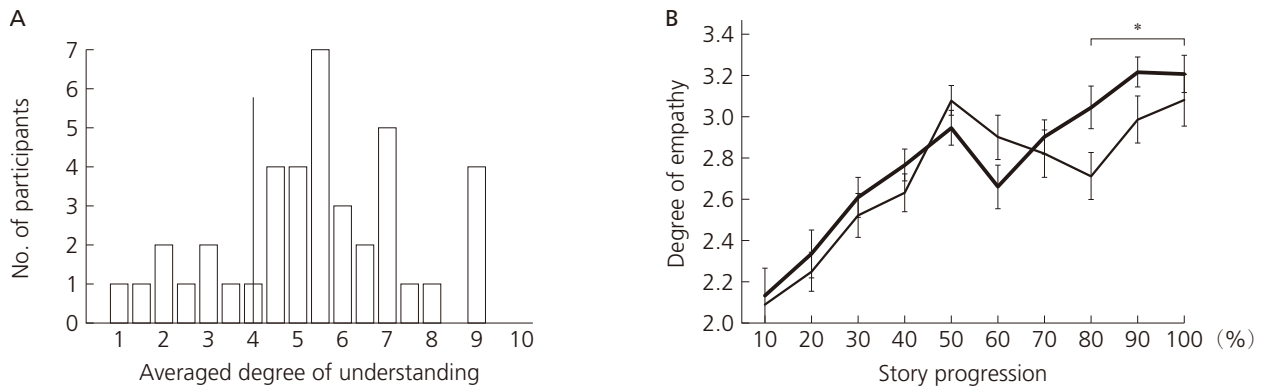 A
No. of participants
7
6
5
4
3
2
1
0
1 2 3 4 5 6 7 8 9 10
Averaged degree of understanding
B
Degree of empathy
3.4
3.2
3.0
2.8
2.6
2.4
2.2
2.0
*
10 20 30 40 50 60 70 80 90 100 (%)
Story progression